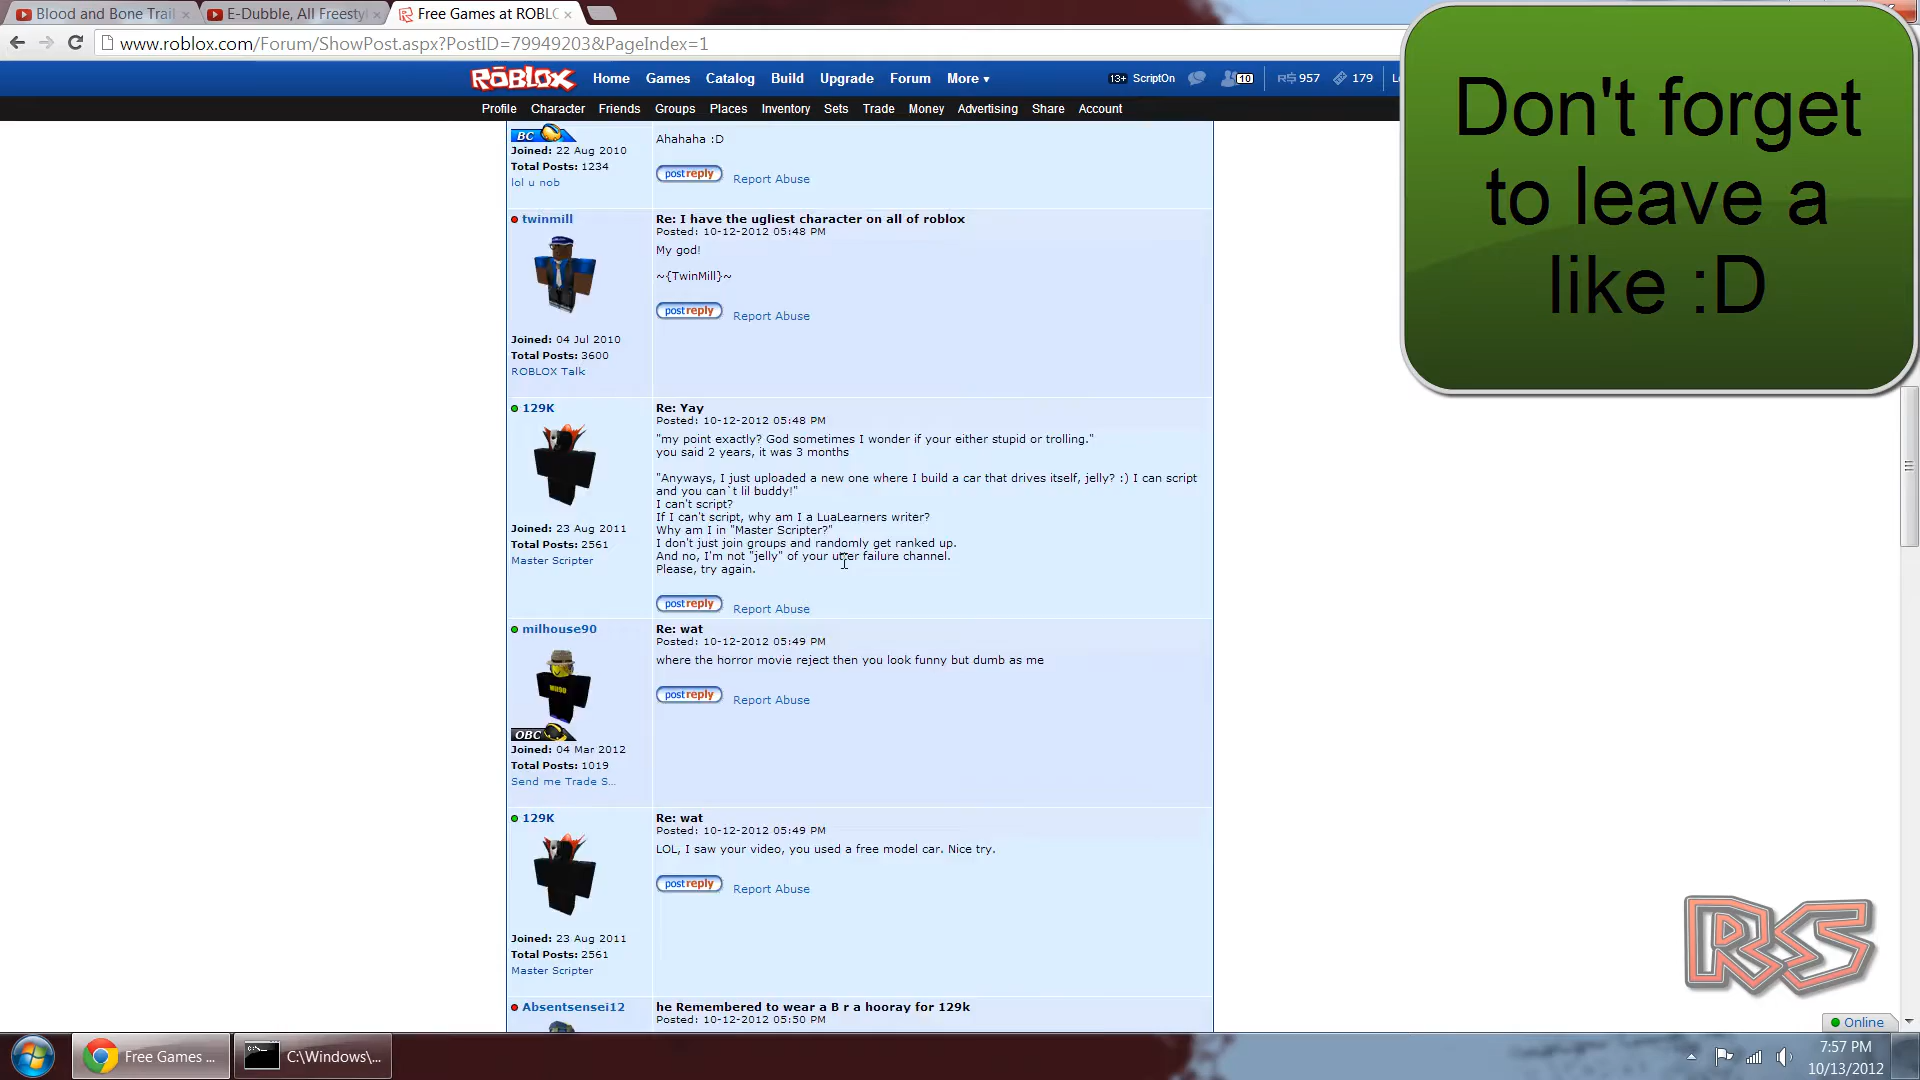 Blood and Bone Trail
E-Dubble, All Freesty
Free Games at ROBLO
www.roblox.com/Forum/ShowPost.aspx?PostID=79949203&PageIndex=1
Don't forget
to leave a
like :D
ROBLOX Home Games Catalog Build Upgrade Forum More 13+ ScriptOn 10 R$ 957 179
Profile Character Friends Groups Places Inventory Sets Trade Money Advertising Share Account
BC
Joined: 22 Aug 2010
Total Posts: 1234
lol u nob
Ahahaha :D
postreply Report Abuse
twinmill
Joined: 04 Jul 2010
Total Posts: 3600
ROBLOX Talk
Re: I have the ugliest character on all of roblox
Posted: 10-12-2012 05:48 PM
My god!
~{TwinMill}~
postreply Report Abuse
129K
Joined: 23 Aug 2011
Total Posts: 2561
Master Scripter
Re: Yay
Posted: 10-12-2012 05:48 PM
"my point exactly? God sometimes I wonder if your either stupid or trolling."
you said 2 years, it was 3 months
"Anyways, I just uploaded a new one where I build a car that drives itself, jelly? :) I can script
and you can`t lil buddy!"
I can't script?
If I can't script, why am I a LuaLearners writer?
Why am I in "Master Scripter?"
I don't just join groups and randomly get ranked up.
And no, I'm not "jelly" of your utter failure channel.
Please, try again.
postreply Report Abuse
milhouse90
Mil90
OBC
Joined: 04 Mar 2012
Total Posts: 1019
Send me Trade S...
Re: wat
Posted: 10-12-2012 05:49 PM
where the horror movie reject then you look funny but dumb as me
postreply Report Abuse
129K
Joined: 23 Aug 2011
Total Posts: 2561
Master Scripter
Re: wat
Posted: 10-12-2012 05:49 PM
LOL, I saw your video, you used a free model car. Nice try.
postreply Report Abuse
Absentsensei12
he Remembered to wear a B r a hooray for 129k
Posted: 10-12-2012 05:50 PM
RS
Online
Free Games ...
C:\Windows\...
7:57 PM
10/13/2012